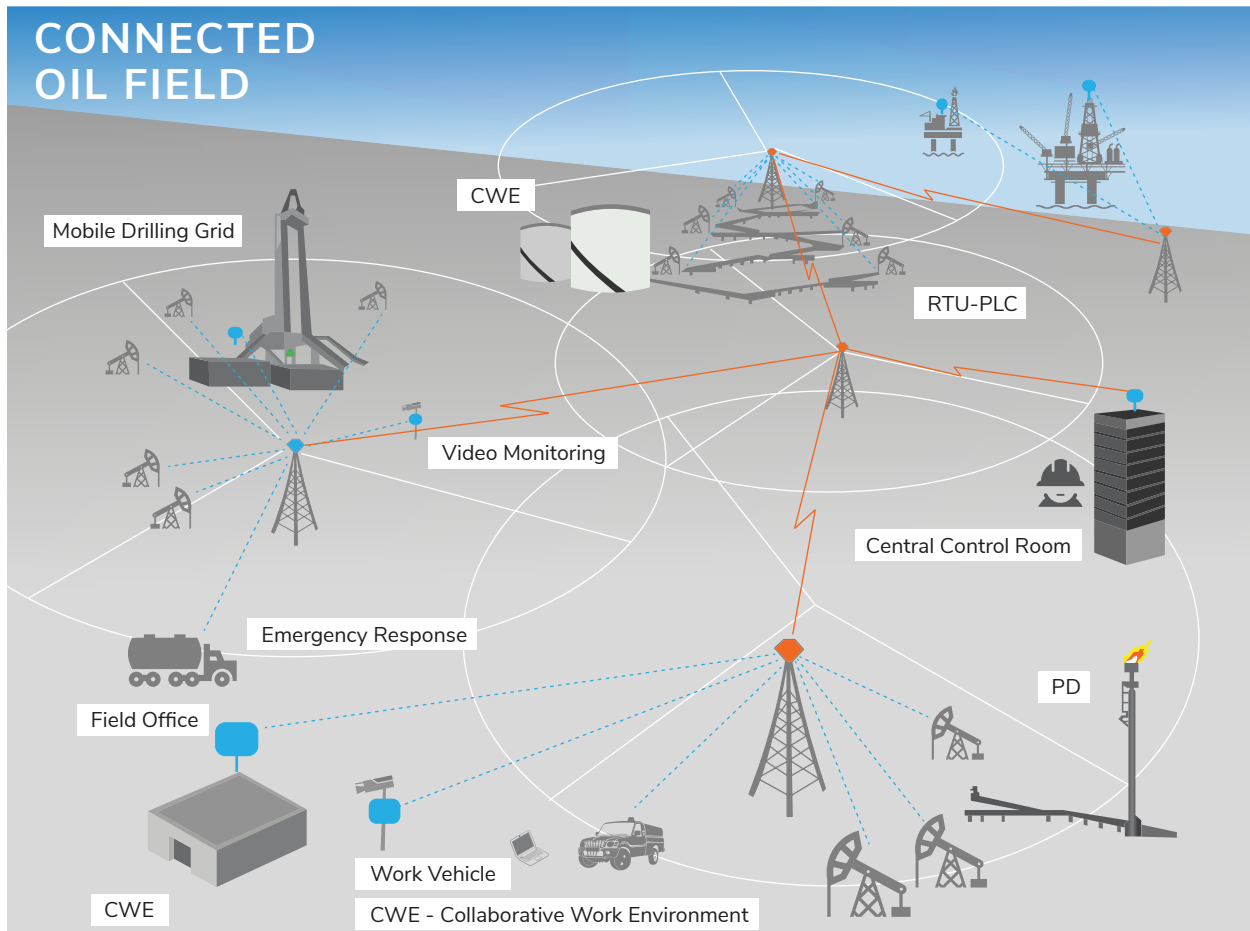 CONNECTED
OIL FIELD
CWE
Mobile Drilling Grid
RTU-PLC
Video Monitoring
Central Control Room
Emergency Response
PD
Field Office
Work Vehicle
CWE
CWE - Collaborative Work Environment